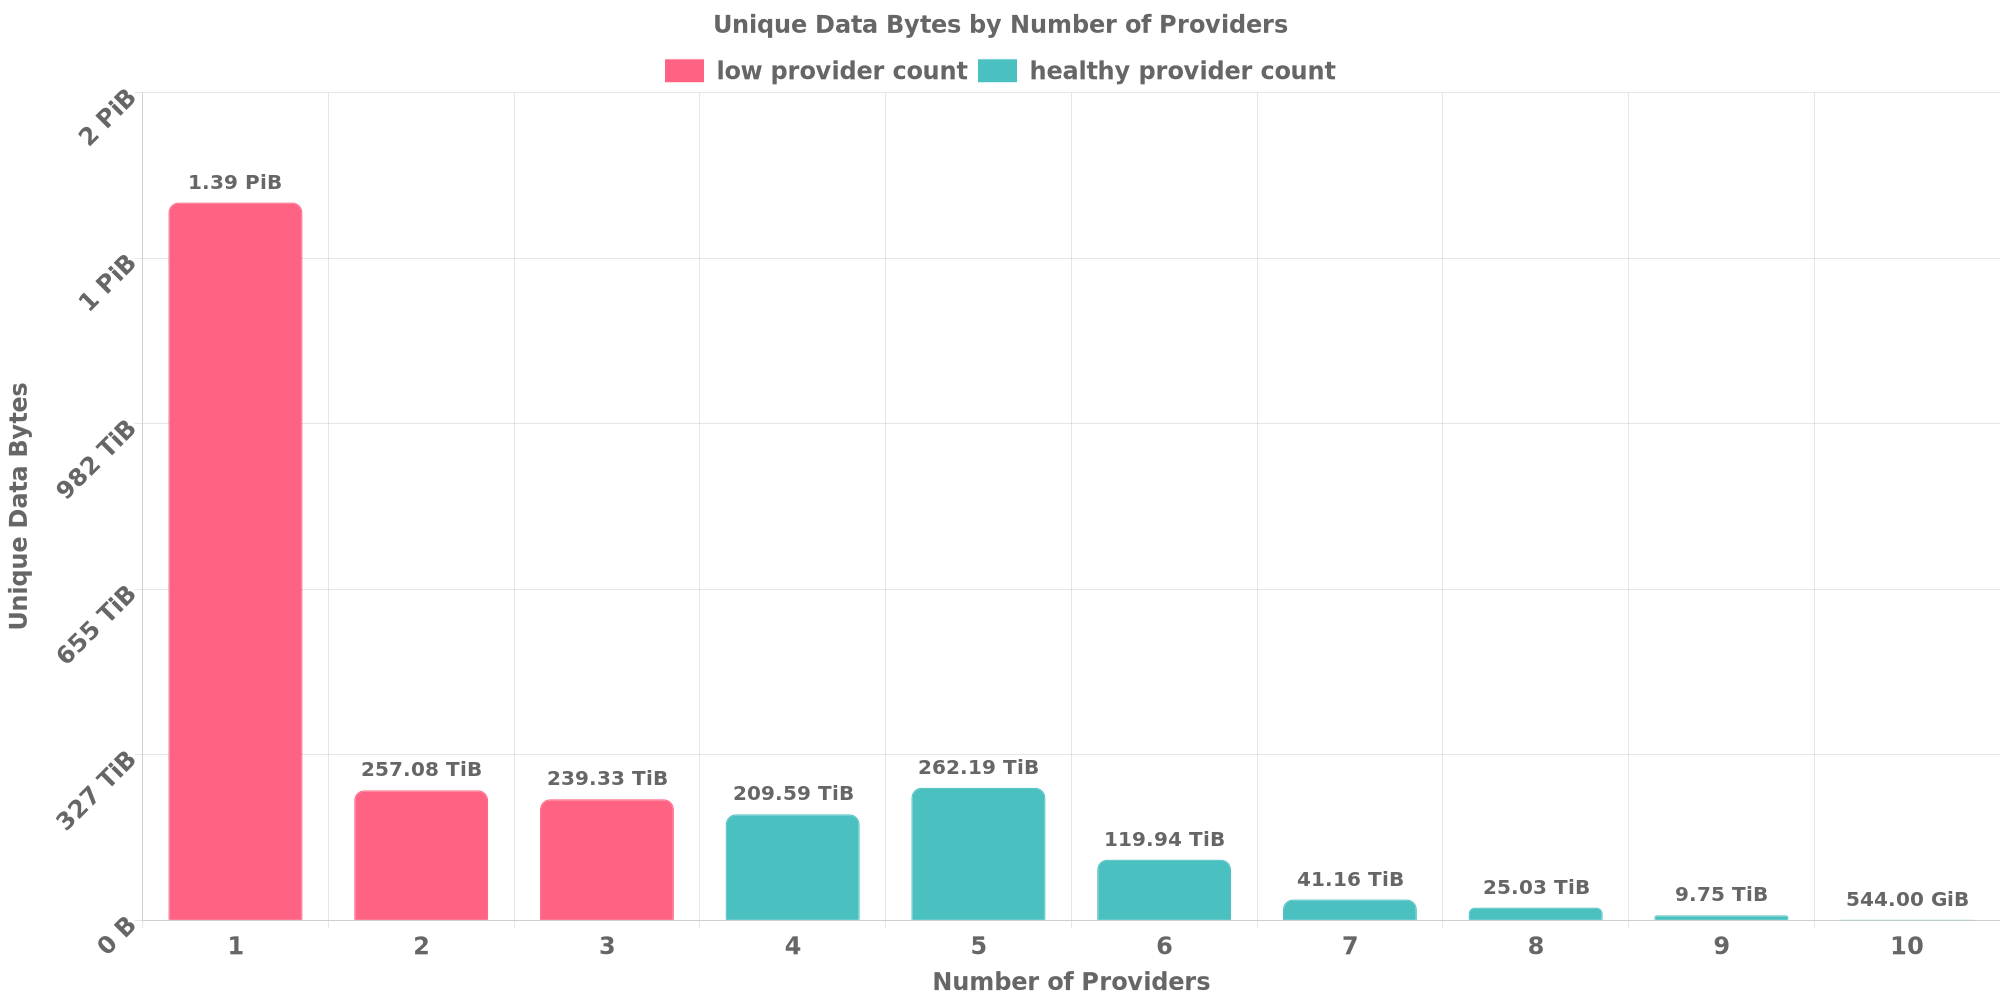 Unique Data Bytes by Number of Providers
low provider count healthy provider count
2 PiB
1 PiB
982 TiB
655 TiB
327 TiB
0 B
Unique Data Bytes
1.39 PiB
257.08 TiB
239.33 TiB
209.59 TiB
262.19 TiB
119.94 TiB
41.16 TiB
25.03 TiB
9.75 TiB
544.00 GiB
1 2 3 4 5 6 7 8 9 10
Number of Providers